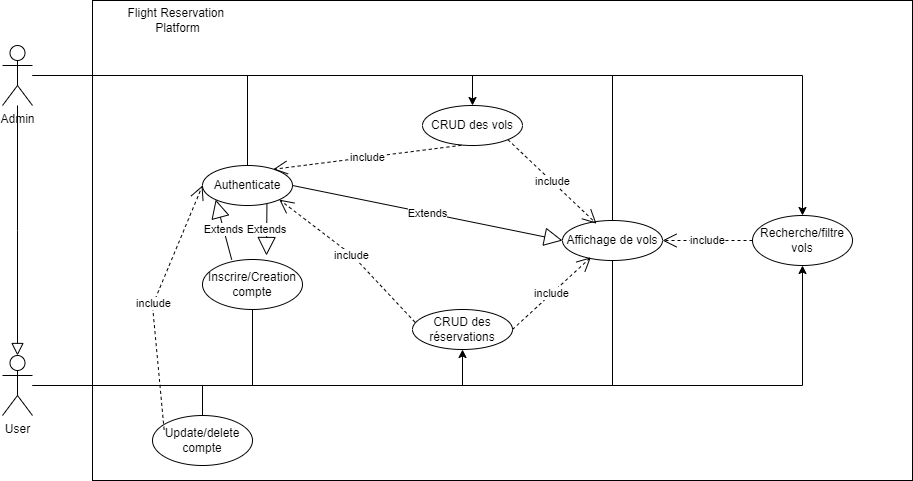 Flight Reservation
Platform
Admin
CRUD des vols
include
include
Authenticate
Extends
Extends
Extends
Affichage de vols
include
Recherche/filtre
vols
include
Inscrire/Creation
compte
include
include
CRUD des
réservations
User
Update/delete
compte